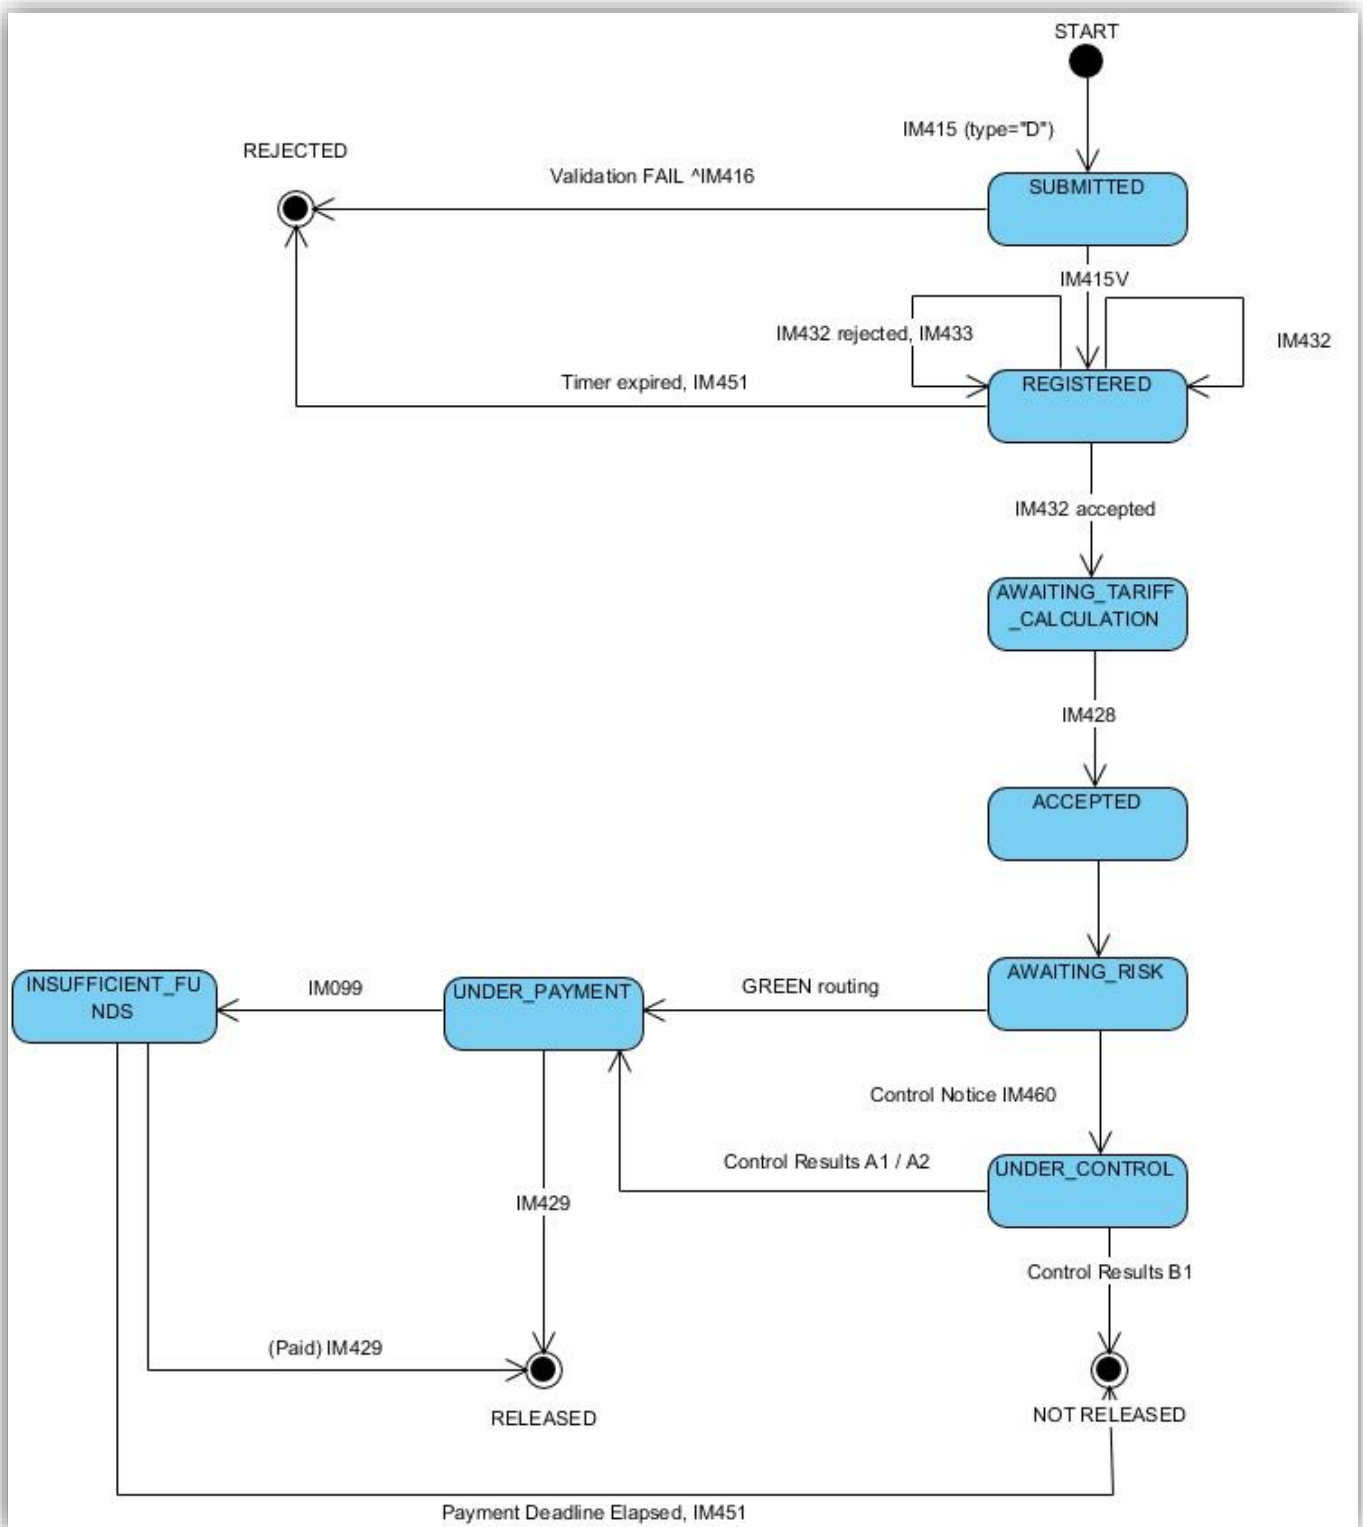 START
IM415 (type="D")
REJECTED
Validation FAIL ^IM416
SUBMITTED
IM415V
IM432 rejected, IM433
IM432
Timer expired, IM451
REGISTERED
IM432 accepted
AWAITING_TARIFF
_CALCULATION
IM428
ACCEPTED
INSUFFICIENT_FU
NDS
IM099
UNDER_PAYMENT
GREEN routing
AWAITING_RISK
Control Notice IM460
Control Results A1 / A2
UNDER_CONTROL
IM429
Control Results B1
(Paid) IM429
RELEASED
NOT RELEASED
Payment Deadline Elapsed, IM451